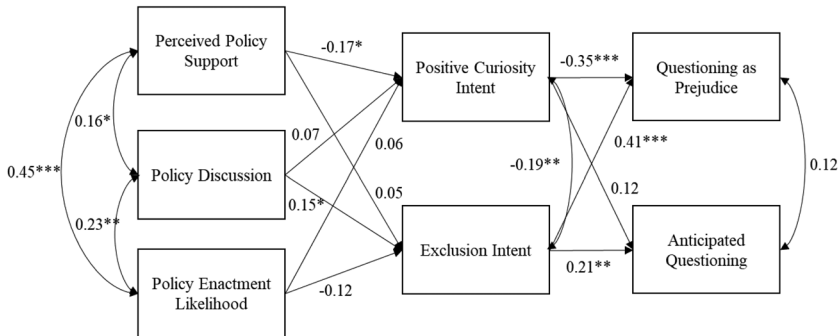 Perceived Policy
Support
-0.17*
Positive Curiosity
Intent
-0.35***
Questioning as
Prejudice
0.16*
0.07
0.06
0.41***
0.45***
Policy Discussion
-0.19**
0.12
0.12
0.05
0.15*
0.23**
Policy Enactment
Likelihood
-0.12
Exclusion Intent
0.21**
Anticipated
Questioning